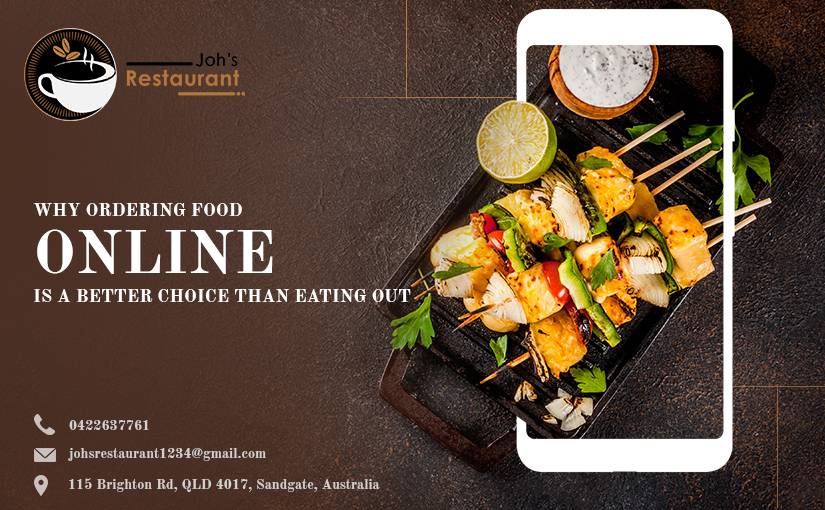 Joh's
Restaurant
WHY ORDERING FOOD
ONLINE
IS A BETTER CHOICE THAN EATING OUT
0422637761
johsrestaurant1234@gmail.com
115 Brighton Rd, QLD 4017, Sandgate, Australia